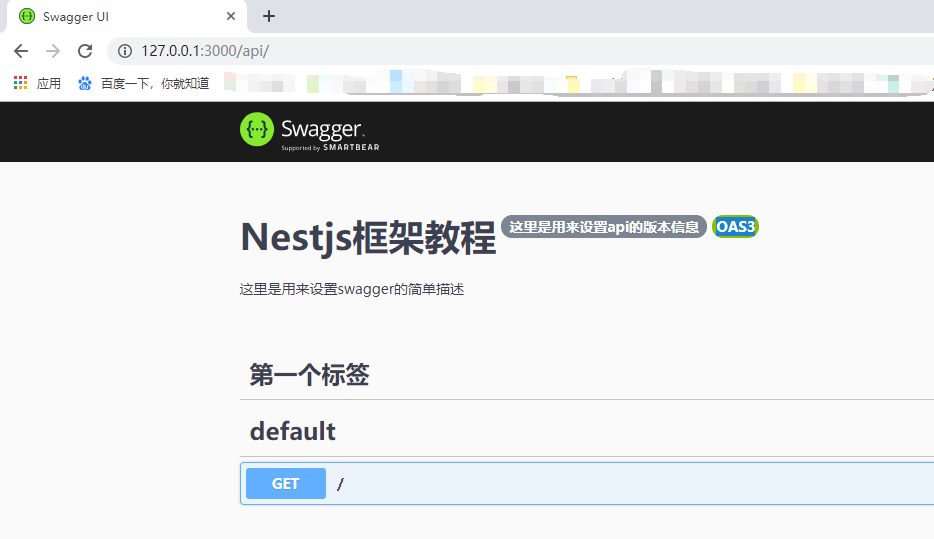 Swagger UI
127.0.0.1:3000/api/
应用 百度一下，你就知道
{···} Swagger
Supported by SMARTBEAR
Nestjs框架教程 这里是用来设置api的版本信息 OAS3
这里是用来设置swagger的简单描述
第一个标签
default
GET /